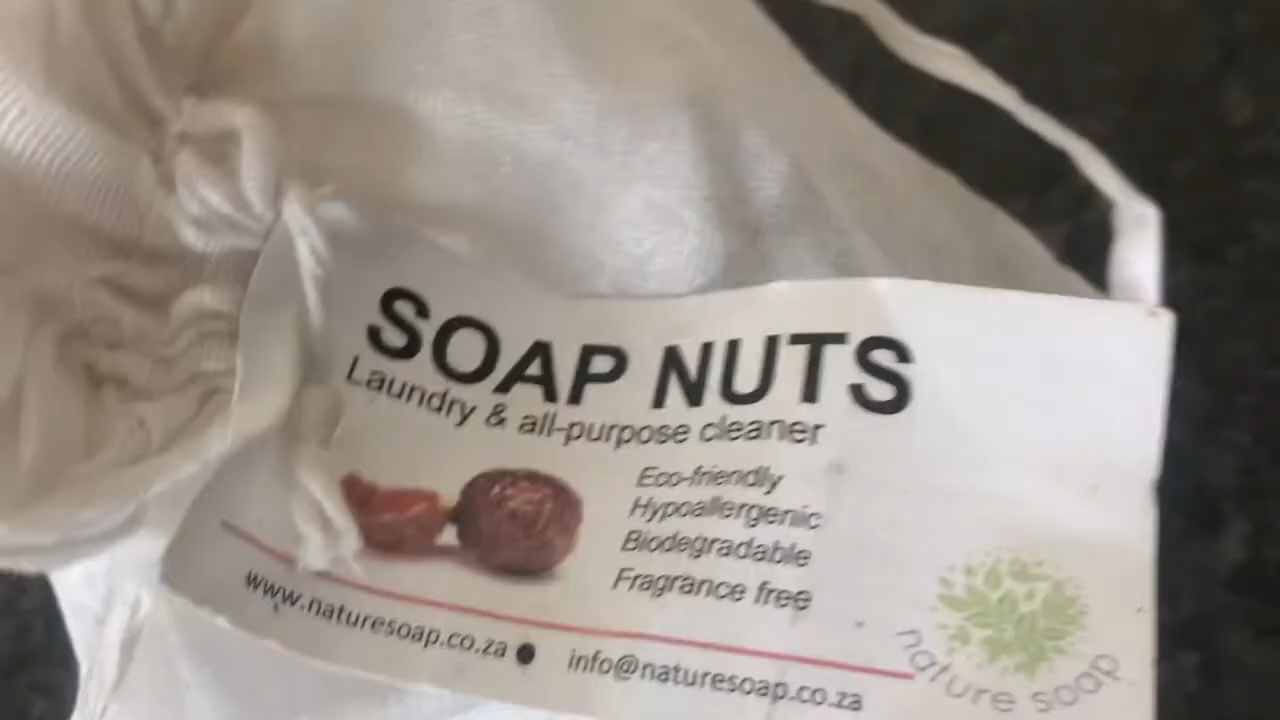 SOAP NUTS
Laundry & all-purpose cleaner
Eco-friendly
Hypoallergenic
Biodegradable
Fragrance free
www.naturesoap.co.za ● info@naturesoap.co.za
nature soap